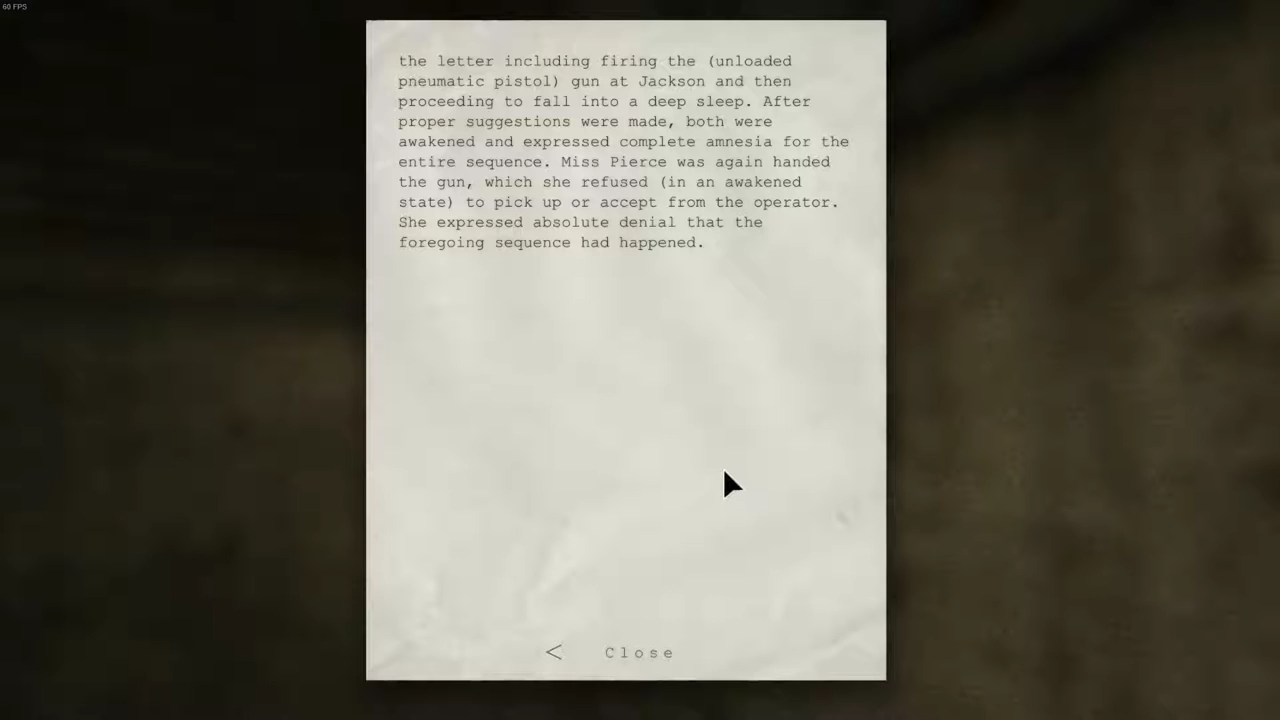 60 FPS
the letter including firing the (unloaded
pneumatic pistol) gun at Jackson and then
proceeding to fall into a deep sleep. After
proper suggestions were made, both were
awakened and expressed complete amnesia for the
entire sequence. Miss Pierce was again handed
the gun, which she refused (in an awakened
state) to pick up or accept from the operator.
She expressed absolute denial that the
foregoing sequence had happened.
< Close